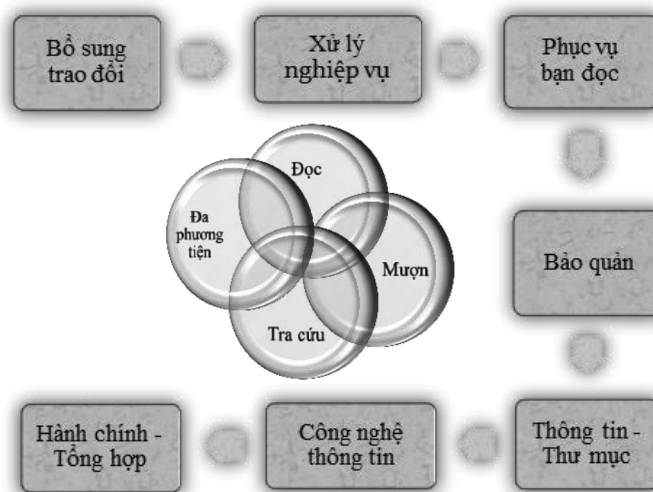 Bổ sung
trao đổi
Xử lý
nghiệp vụ
Phục vụ
bạn đọc
Đọc
Đa
phương
tiện
Mượn
Tra cứu
Bảo quản
Hành chính -
Tổng hợp
Công nghệ
thông tin
Thông tin -
Thư mục